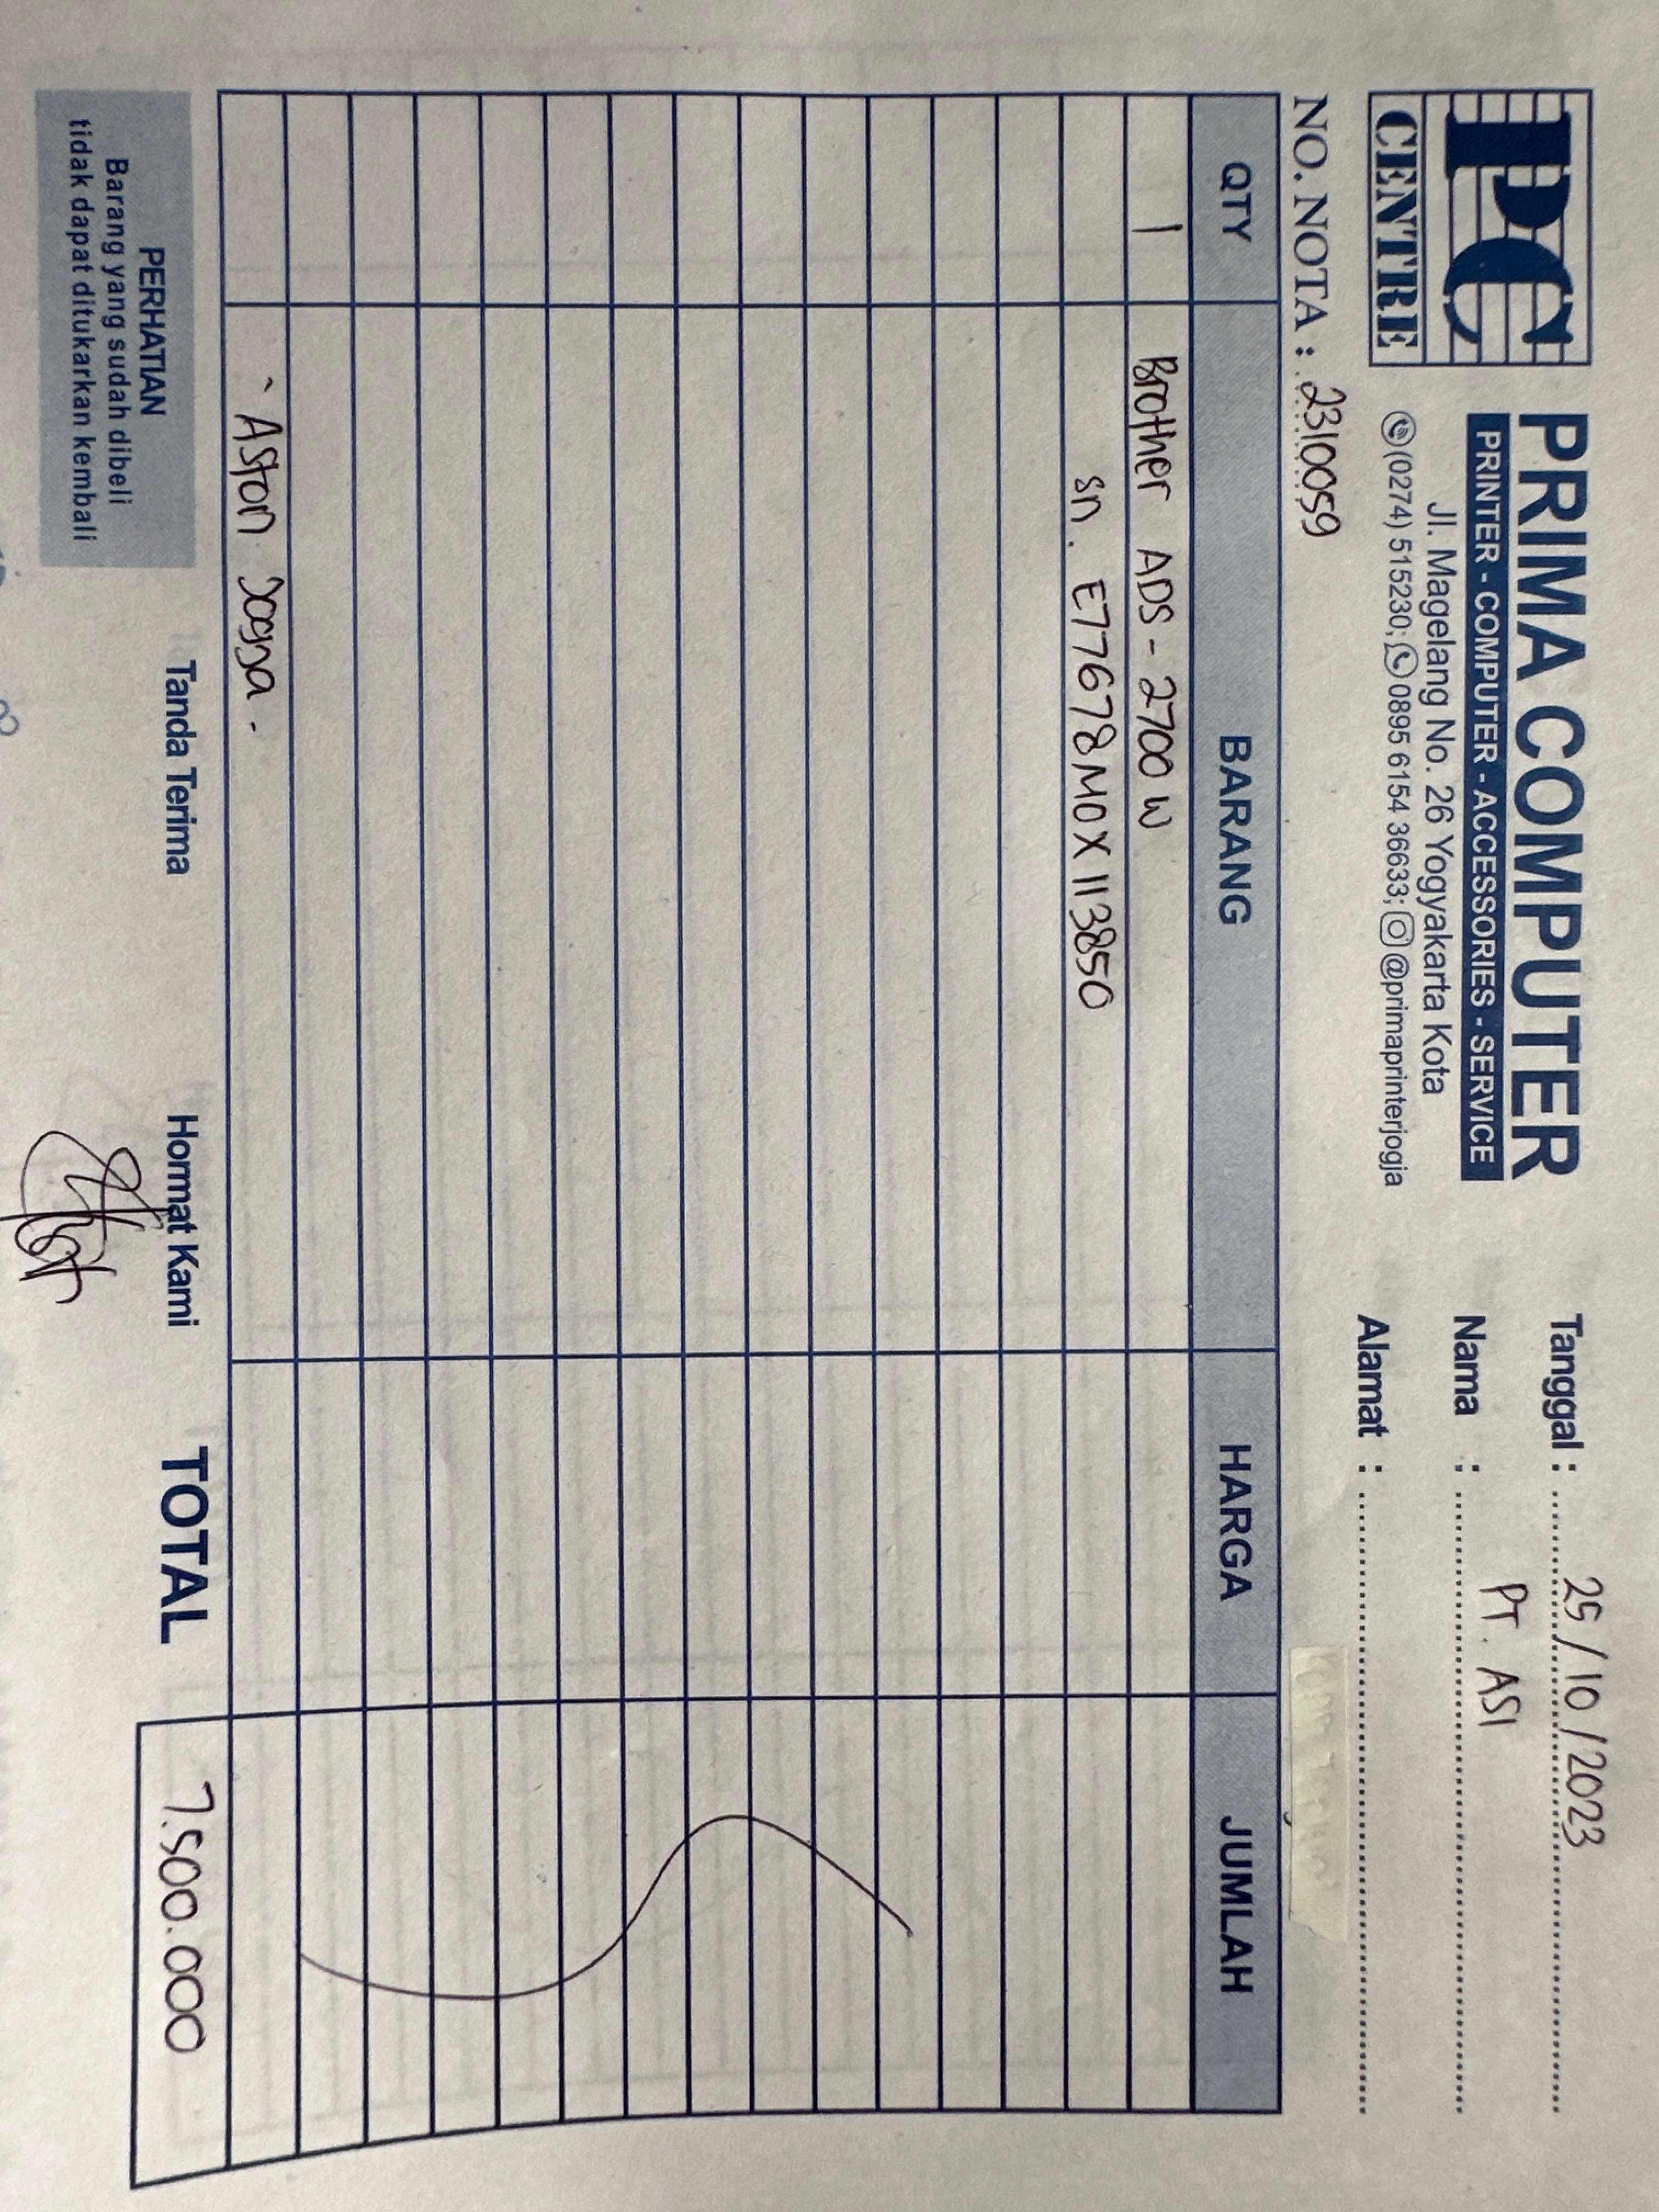 PC
CENTRE
PRIMA COMPUTER
PRINTER - COMPUTER - ACCESSORIES - SERVICE
Jl. Magelang No. 26 Yogyakarta Kota
(0274) 515230; 0895 6154 36633; @primaprinterjogja
Tanggal : 25/10/2023
Nama : PT. ASI
Alamat :
NO. NOTA : 2310059
QTY BARANG HARGA JUMLAH
1 Brother ADS-2700 W
sn. E77678M0X113850
- Aston Jogja -
PERHATIAN
Barang yang sudah dibeli
tidak dapat ditukarkan kembali
Tanda Terima
Hormat Kami
TOTAL 7.500.000